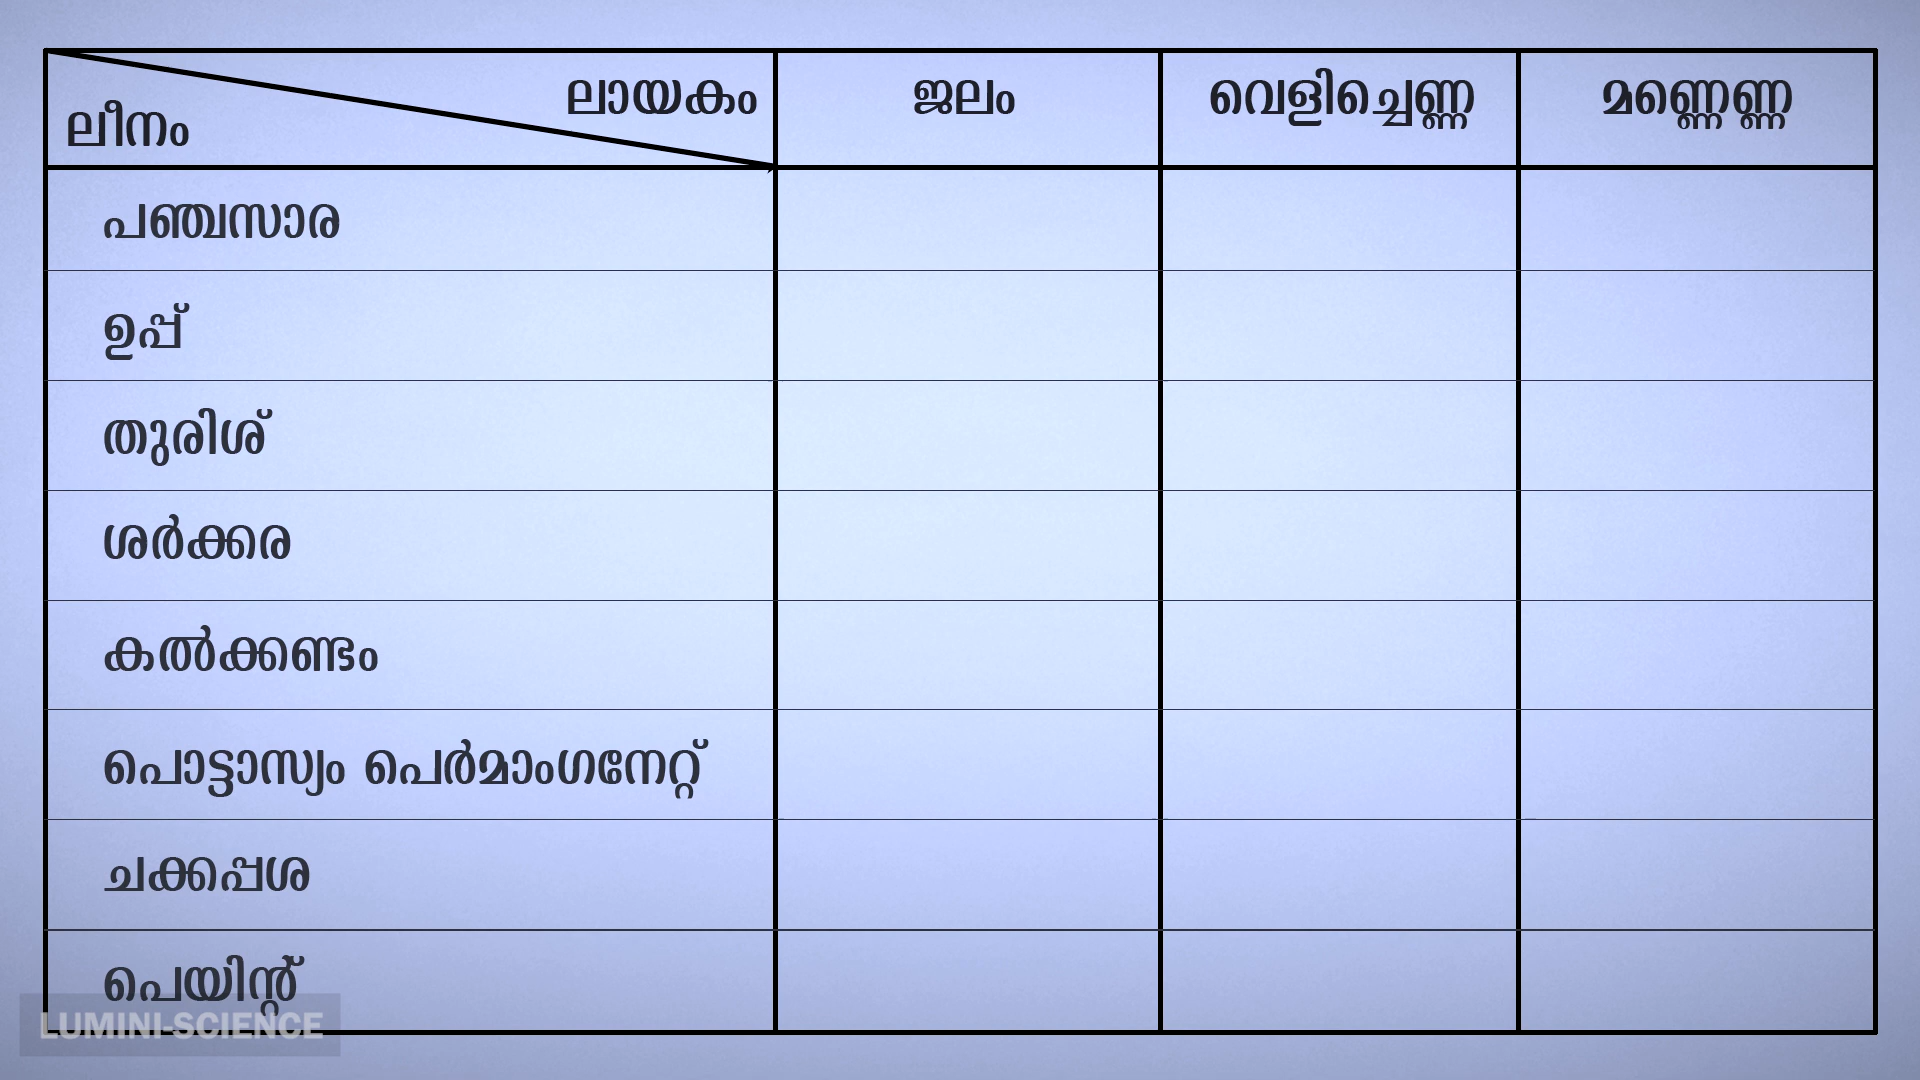 ലായകം
ലീനം
ജലം
വെളിച്ചെണ്ണ
മണ്ണെണ്ണ
പഞ്ചസാര
ഉപ്പ്
തുരിശ്
ശർക്കര
കൽക്കണ്ടം
പൊട്ടാസ്യം പെർമാംഗനേറ്റ്
ചക്കപ്പശ
പെയിന്റ്
LUMINI-SCIENCE